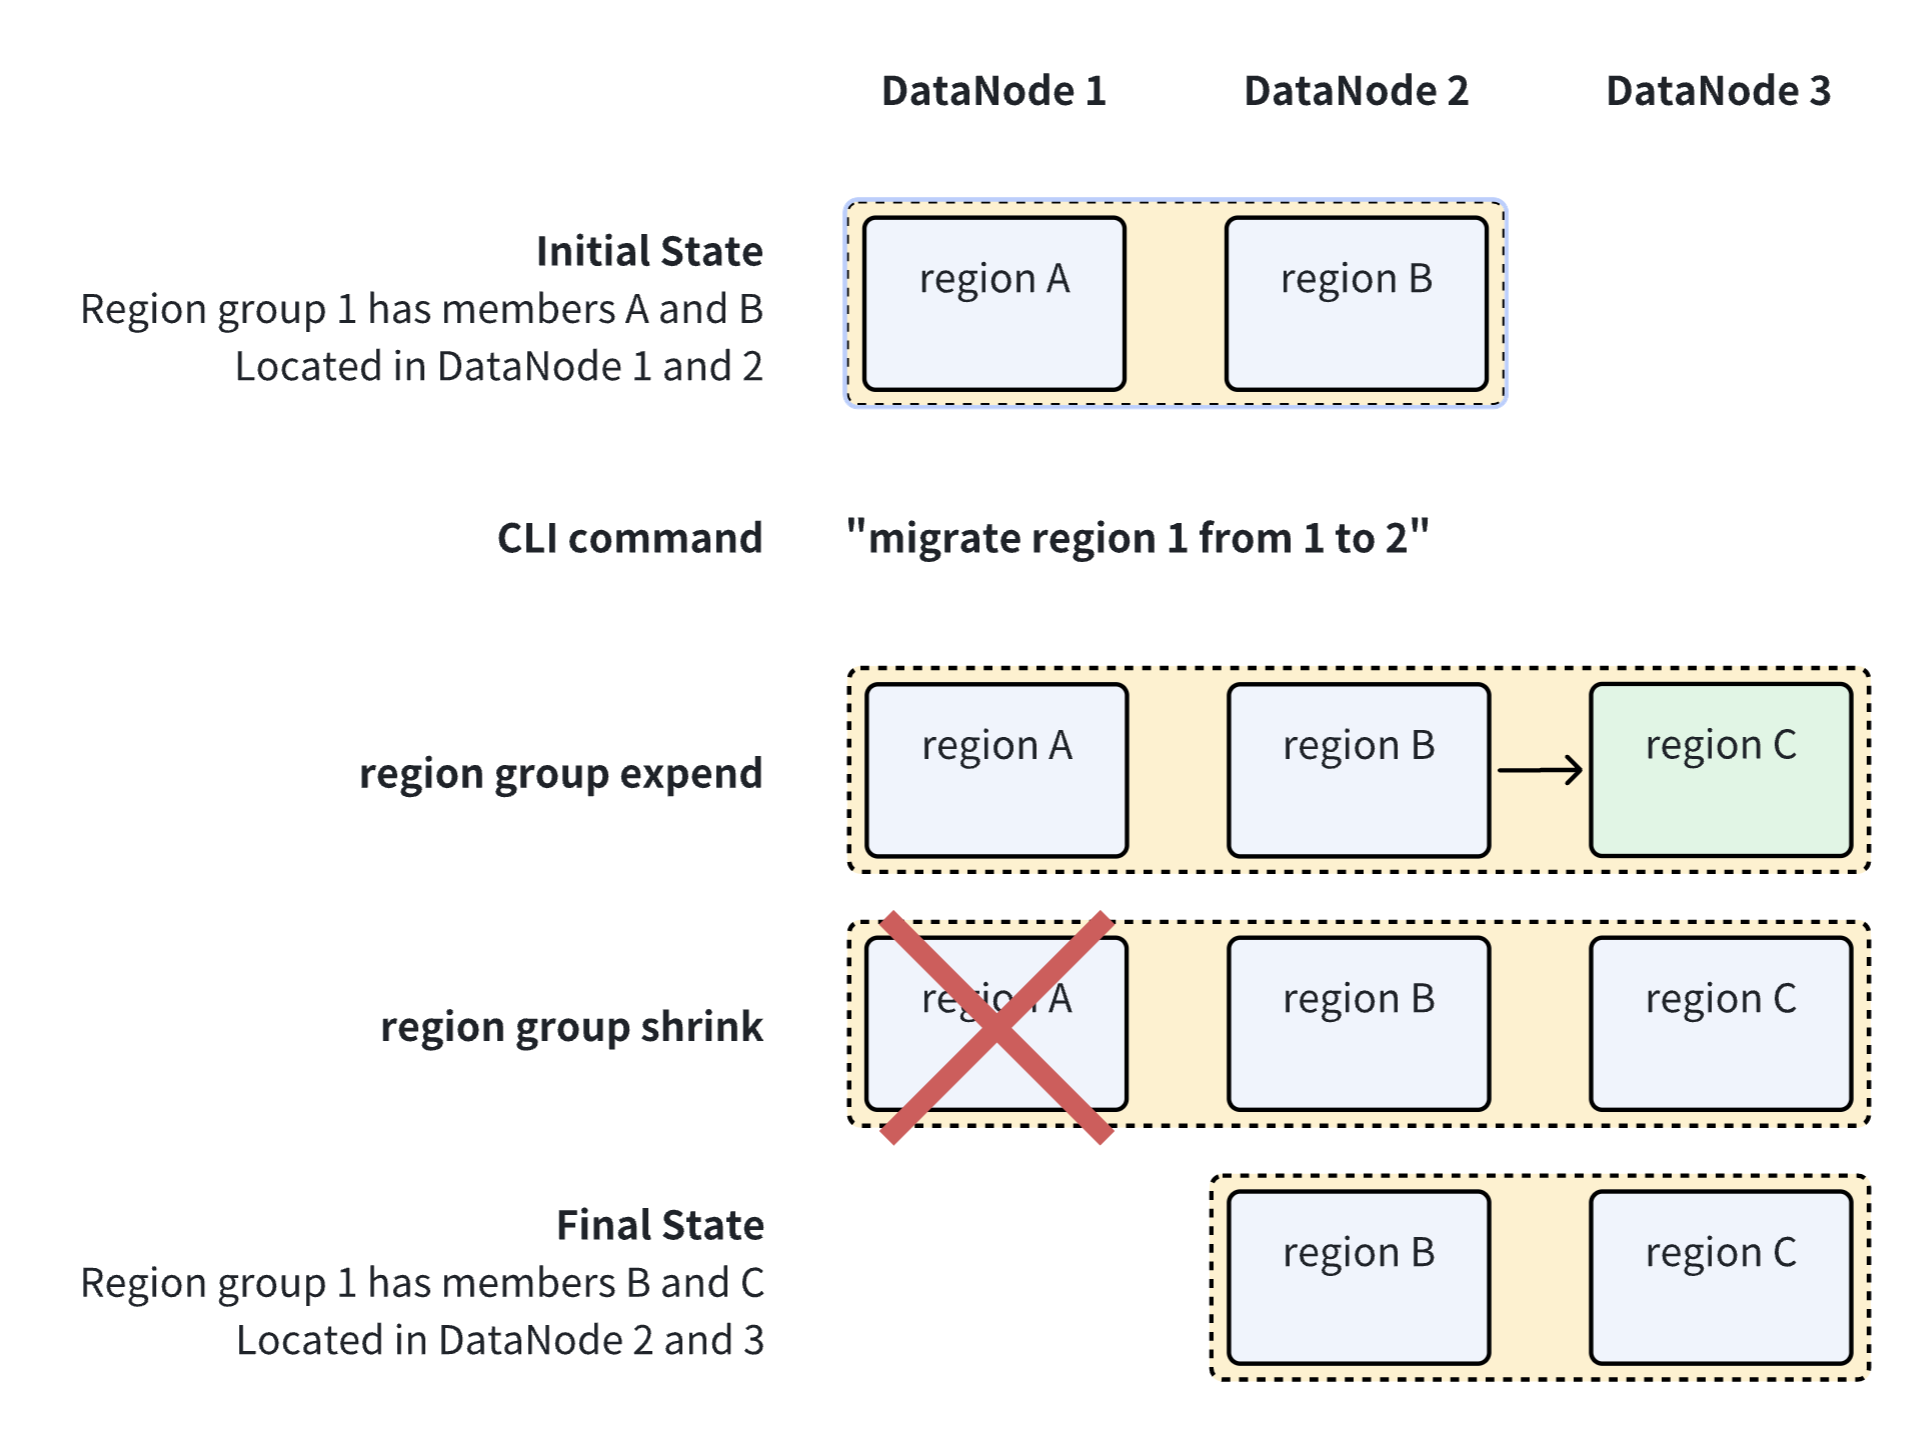 DataNode 1 DataNode 2 DataNode 3
Initial State
Region group 1 has members A and B
Located in DataNode 1 and 2
region A region B
CLI command "migrate region 1 from 1 to 2"
region group expend
region A region B region C
region group shrink
region A region B region C
Final State
Region group 1 has members B and C
Located in DataNode 2 and 3
region B region C